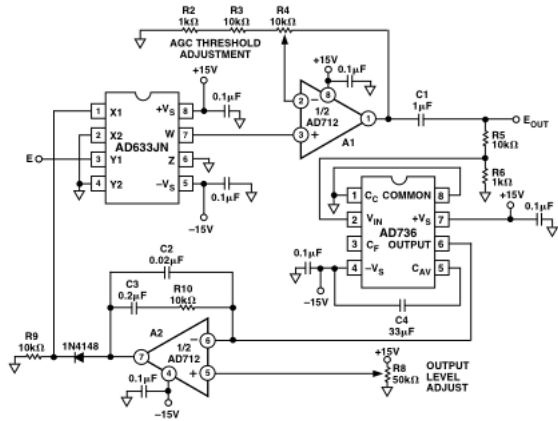 R2
1kΩ
R3
10kΩ
R4
10kΩ
AGC THRESHOLD
ADJUSTMENT
+15V
0.1μF
1 X1 +VS 8
2 X2 W 7
AD633JN
3 Y1 Z 6
4 Y2 –VS 5
E
0.1μF
–15V
+15V
0.1μF
8
2 –
1/2
AD712
3 +
1
A1
C1
1μF
EOUT
R5
10kΩ
R6
1kΩ
1 CC COMMON 8
2 VIN +VS 7
AD736
3 CF OUTPUT 6
4 –VS CAV 5
+15V
0.1μF
0.1μF
–15V
C4
33μF
C2
0.02μF
C3
0.2μF
R10
10kΩ
A2
– 6
1/2
AD712
7
+ 5
4
R9
10kΩ
1N4148
0.1μF
–15V
+15V
R8
50kΩ
OUTPUT
LEVEL
ADJUST